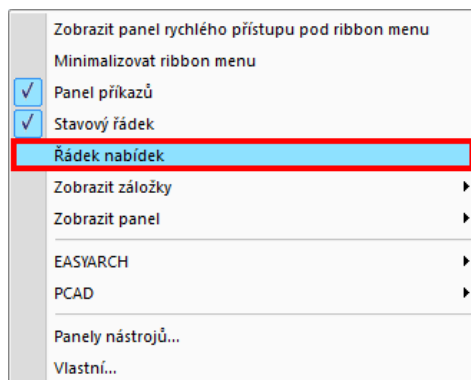 Zobrazit panel rychlého přístupu pod ribbon menu
Minimalizovat ribbon menu
Panel příkazů
Stavový řádek
Řádek nabídek
Zobrazit záložky
Zobrazit panel
EASYARCH
PCAD
Panely nástrojů...
Vlastní...